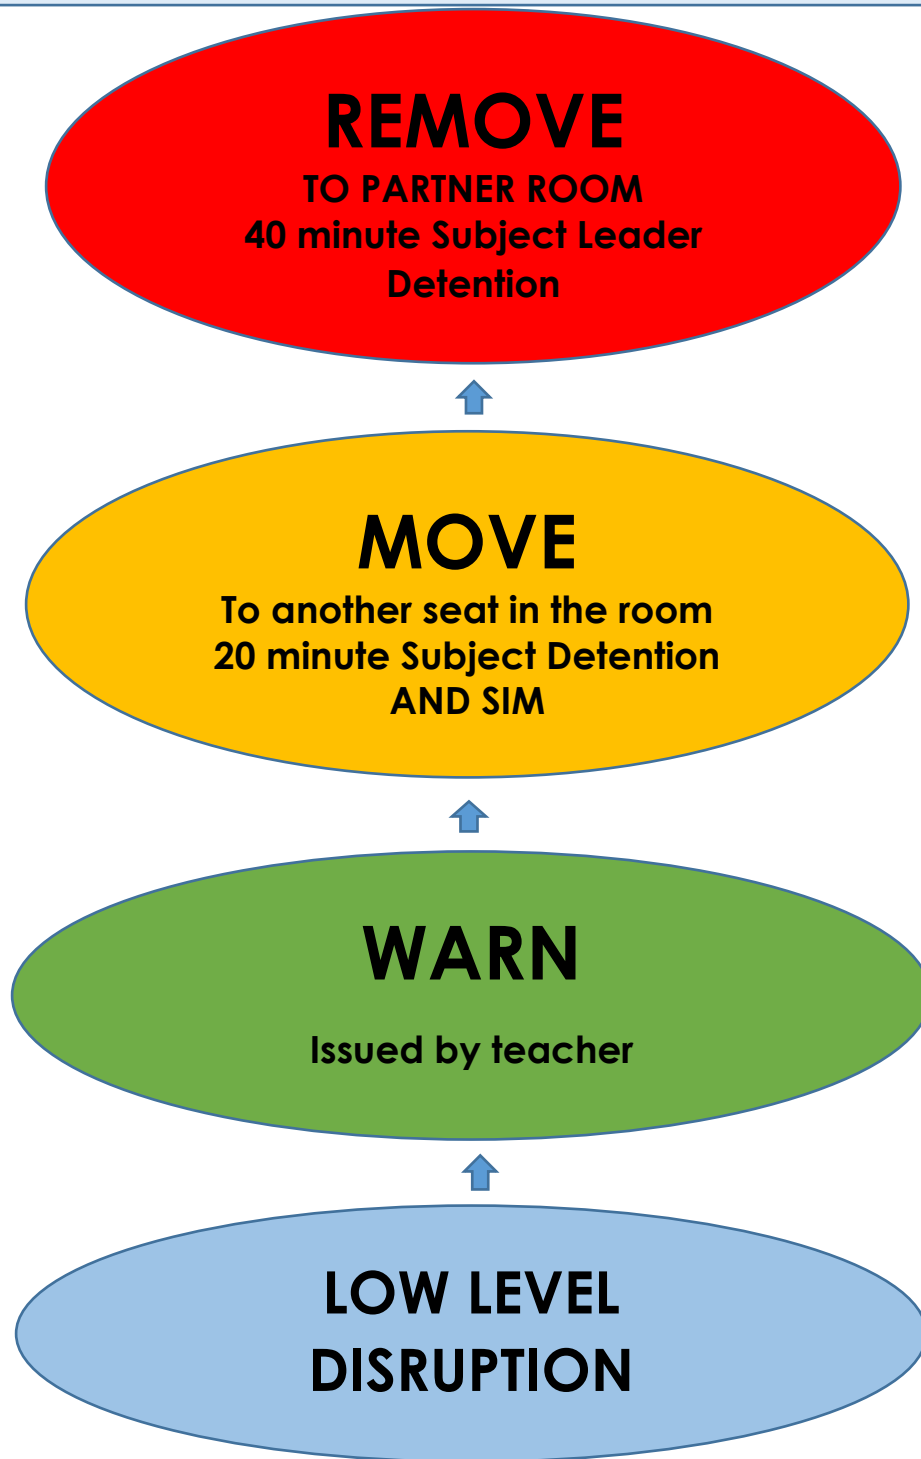 REMOVE
TO PARTNER ROOM
40 minute Subject Leader
Detention
MOVE
To another seat in the room
20 minute Subject Detention
AND SIM
WARN
Issued by teacher
LOW LEVEL
DISRUPTION